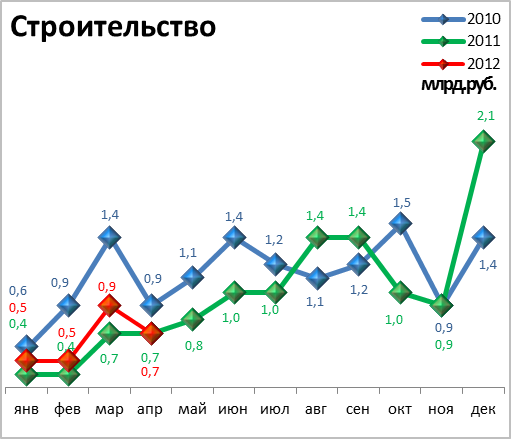 Строительство
2010
2011
2012
млрд.руб.
2,1
1,4 1,4 1,4 1,4 1,5
0,6 0,9 0,9 1,1 1,2 1,1 1,2 1,4
0,5 0,9
0,4 0,5 1,0 1,0 1,0 0,9
0,4 0,7 0,7 0,8 0,9
0,7
янв фев мар апр май июн июл авг сен окт ноя дек